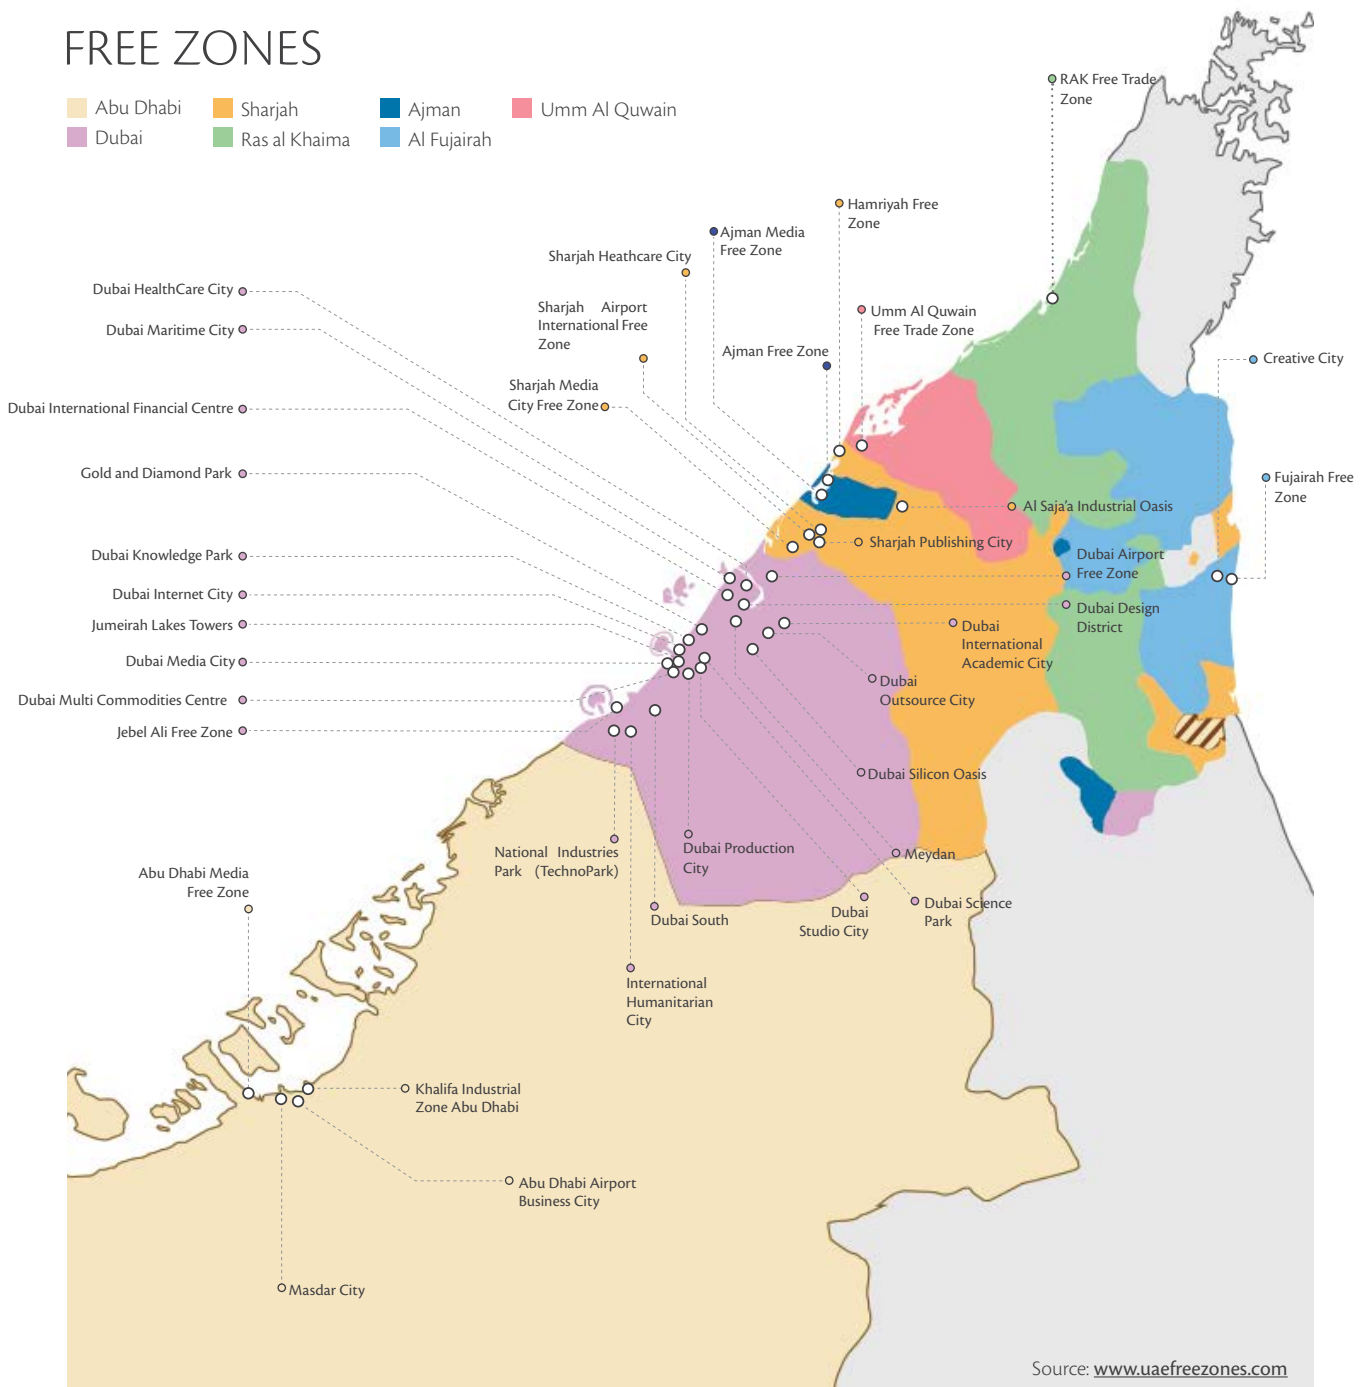 FREE ZONES
Abu Dhabi
Sharjah
Ajman
Umm Al Quwain
Dubai
Ras al Khaima
Al Fujairah
RAK Free Trade
Zone
Hamriyah Free
Zone
Ajman Media
Free Zone
Sharjah Heathcare City
Dubai HealthCare City
Sharjah Airport
International Free
Zone
Umm Al Quwain
Free Trade Zone
Dubai Maritime City
Ajman Free Zone
Creative City
Sharjah Media
City Free Zone
Dubai International Financial Centre
Gold and Diamond Park
Fujairah Free
Zone
Al Saja'a Industrial Oasis
Sharjah Publishing City
Dubai Knowledge Park
Dubai Airport
Free Zone
Dubai Internet City
Dubai Design
District
Jumeirah Lakes Towers
Dubai
International
Academic City
Dubai Media City
Dubai
Outsource City
Dubai Multi Commodities Centre
Jebel Ali Free Zone
Dubai Silicon Oasis
National Industries
Park (TechnoPark)
Dubai Production
City
Meydan
Abu Dhabi Media
Free Zone
Dubai South
Dubai
Studio City
Dubai Science
Park
International
Humanitarian
City
Khalifa Industrial
Zone Abu Dhabi
Abu Dhabi Airport
Business City
Masdar City
Source: www.uaefreezones.com